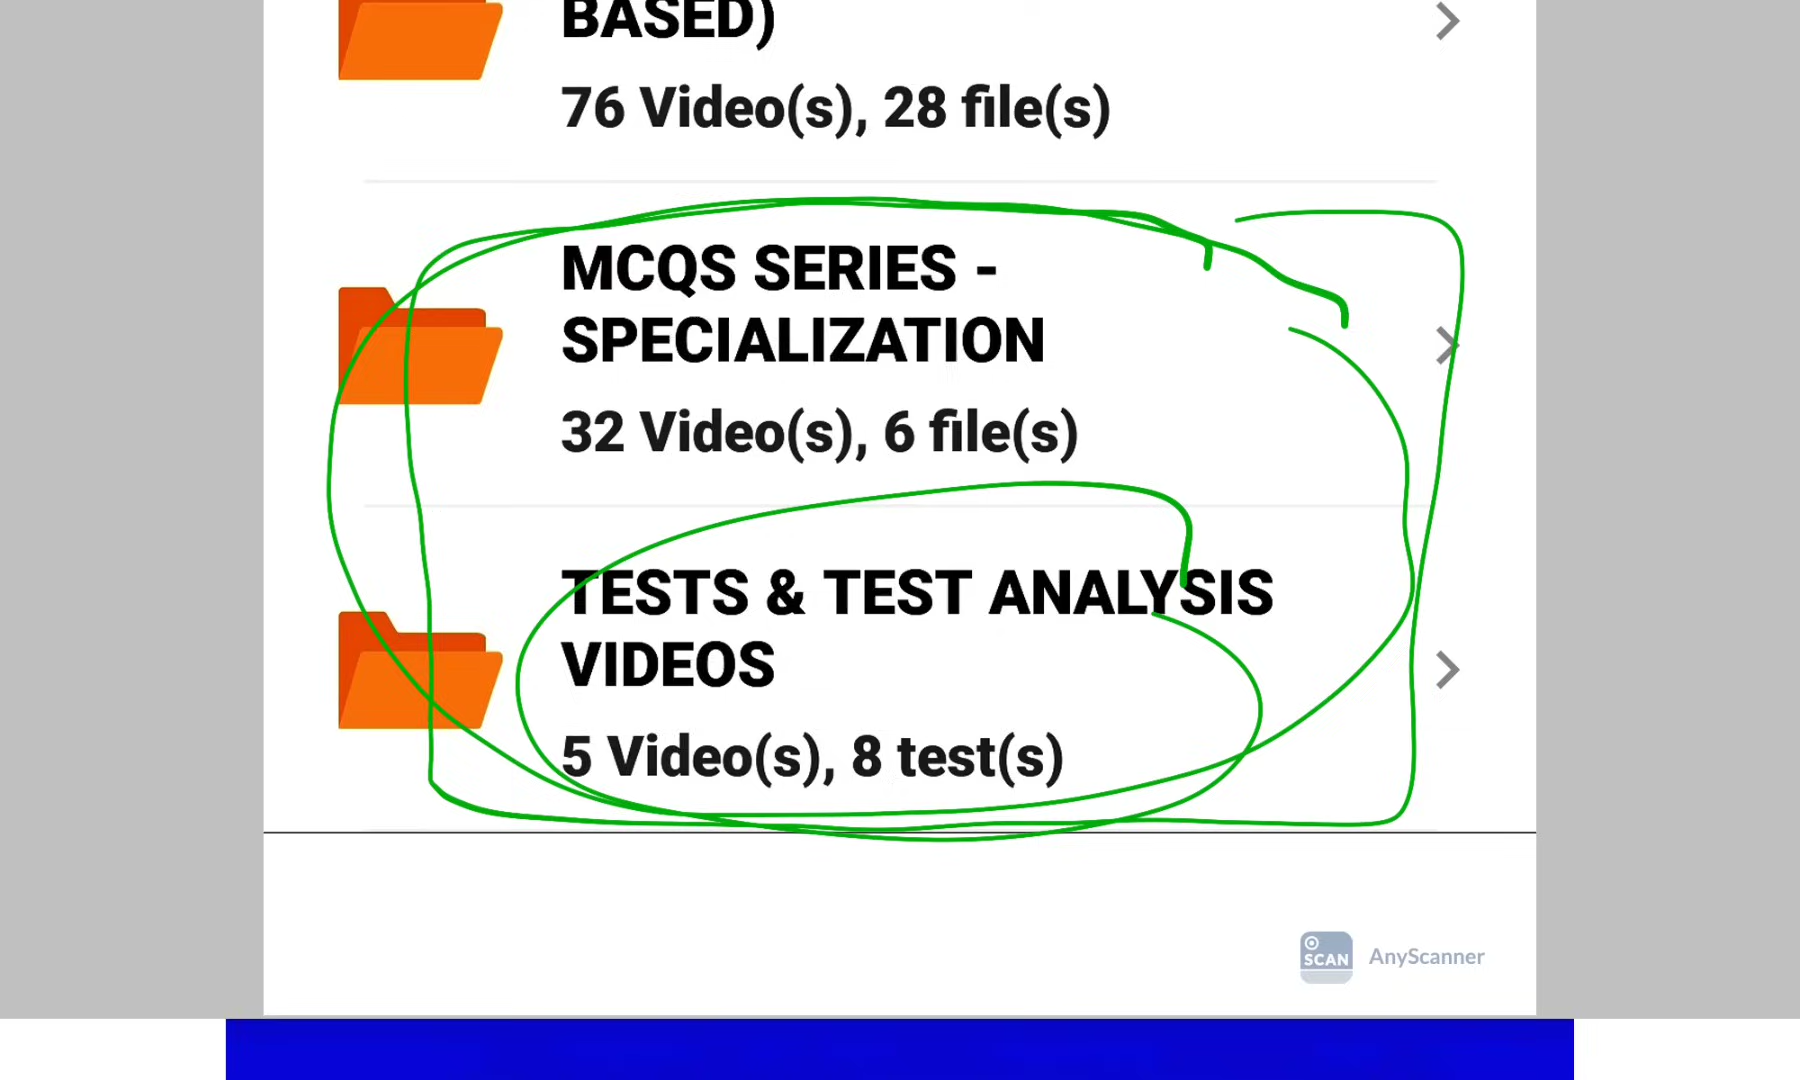 BASED)
76 Video(s), 28 file(s)
MCQS SERIES -
SPECIALIZATION
32 Video(s), 6 file(s)
TESTS & TEST ANALYSIS
VIDEOS
5 Video(s), 8 test(s)
SCAN AnyScanner